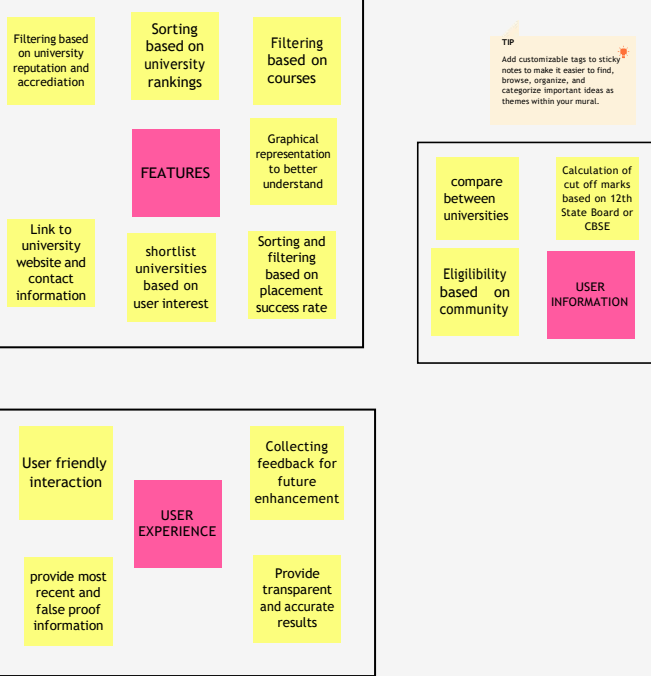 Filtering based
on university
reputation and
accrediation
Sorting
based on
university
rankings
Filtering
based on
courses
FEATURES
Graphical
representation
to better
understand
Link to
university
website and
contact
information
shortlist
universities
based on
user interest
Sorting and
filtering
based on
placement
success rate
TIP
Add customizable tags to sticky
notes to make it easier to find,
browse, organize, and
categorize important ideas as
themes within your mural.
compare
between
universities
Calculation of
cut off marks
based on 12th
State Board or
CBSE
Eligilibility
based on
community
USER
INFORMATION
User friendly
interaction
Collecting
feedback for
future
enhancement
USER
EXPERIENCE
provide most
recent and
false proof
information
Provide
transparent
and accurate
results